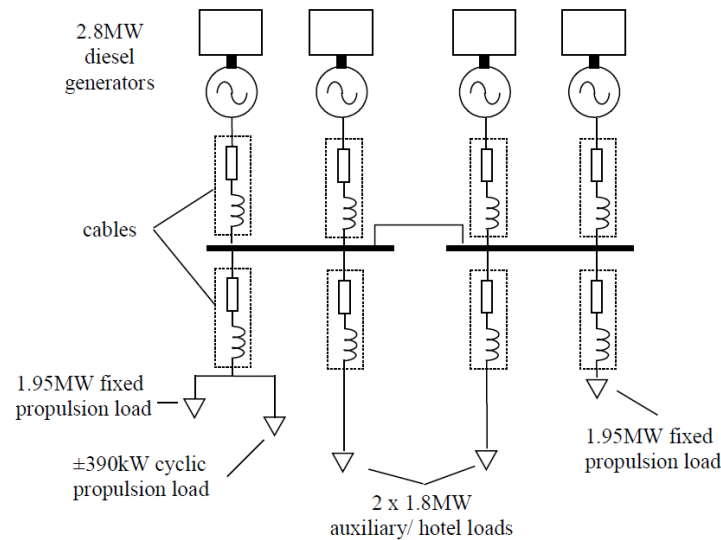 2.8MW
diesel
generators
cables
1.95MW fixed
propulsion load
±390kW cyclic
propulsion load
2 x 1.8MW
auxiliary/ hotel loads
1.95MW fixed
propulsion load